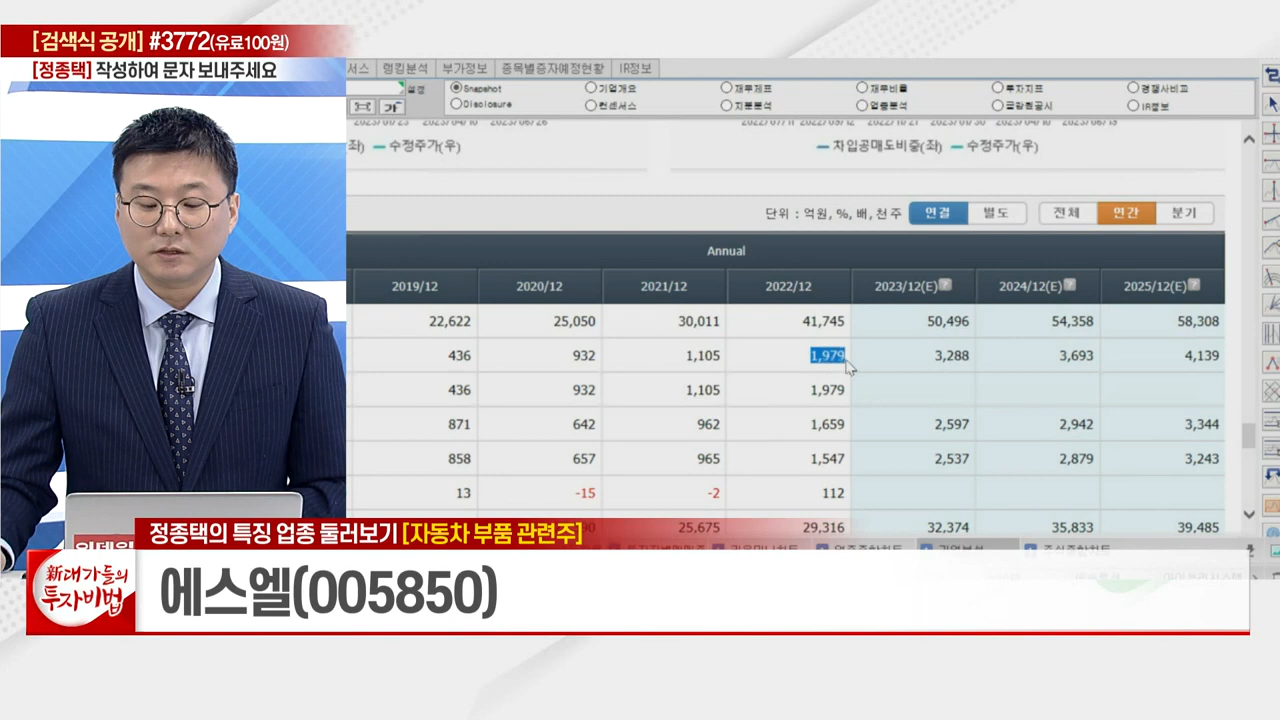 [검색식 공개] #3772(유료100원)
[정종택] 작성하여 문자 보내주세요
랭킹분석 부가정보 종목별증자예정현황 IR정보
설정 Snapshot 기업개요 재무제표 재무비율 투자지표 경쟁사비교
가 Disclosure 컨센서스 지분분석 업종분석 금감원공시 IR정보
좌) 수정주가(우) 차입공매도비중(좌) 수정주가(우)
단위 : 억원, %, 배, 천주 연결 별도 전체 연간 분기
Annual
2019/12 2020/12 2021/12 2022/12 2023/12(E) 2024/12(E) 2025/12(E)
22,622 25,050 30,011 41,745 50,496 54,358 58,308
436 932 1,105 1,979 3,288 3,693 4,139
436 932 1,105 1,979
871 642 962 1,659 2,597 2,942 3,344
858 657 965 1,547 2,537 2,879 3,243
13 -15 -2 112
25,675 29,316 32,374 35,833 39,485
정종택의 특징 업종 둘러보기 [자동차 부품 관련주]
新대가들의
투자비법
에스엘(005850)